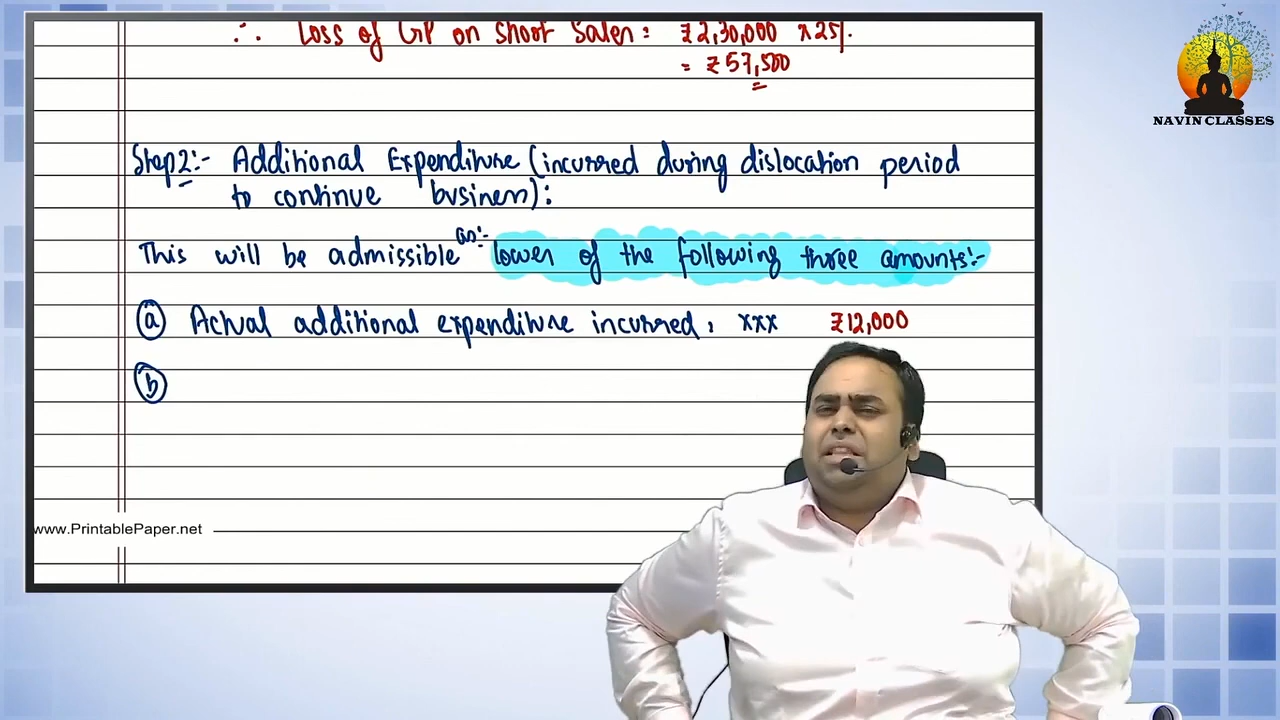 ∴ Loss of GP on Short Sales = ₹2,30,000 x 25%
= ₹57,500
NAVIN CLASSES
Step2:- Additional Expenditure (incurred during dislocation period
to continue business):
This will be admissible as:- lower of the following three amounts:-
(a) Actual additional expenditure incurred = xxx ₹12,000
(b)
www.PrintablePaper.net